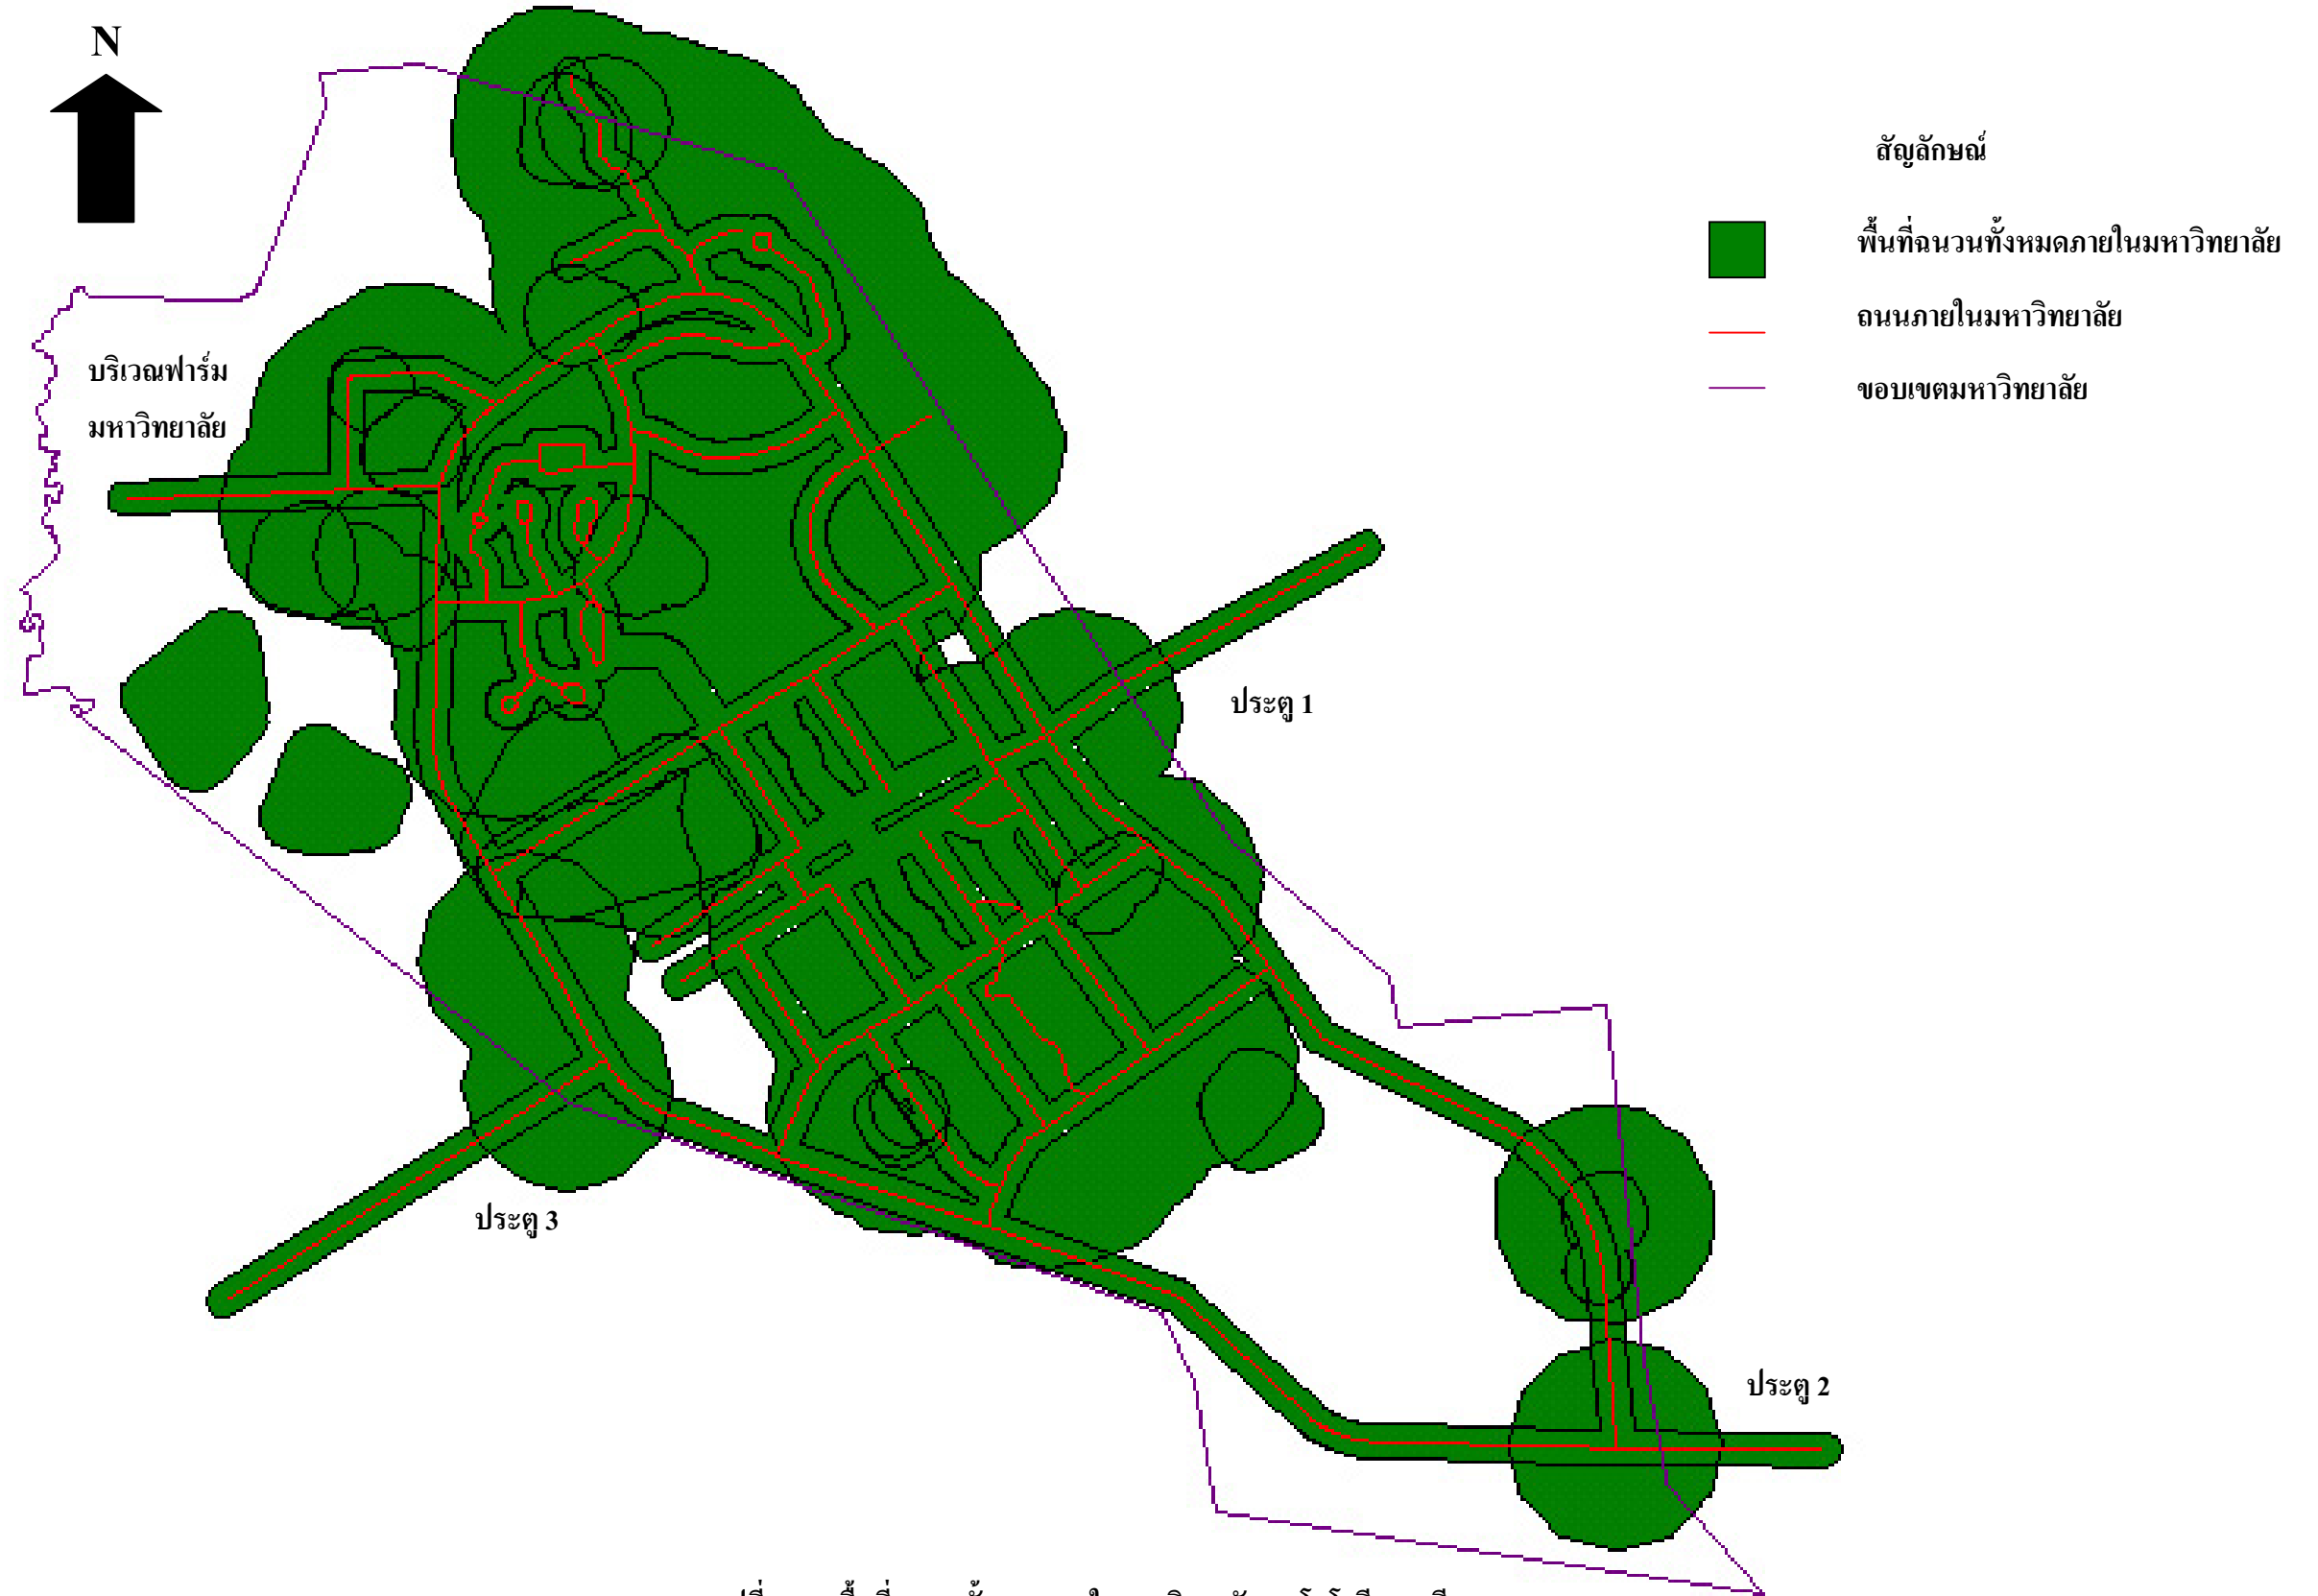 N
สัญลักษณ์
พื้นที่ฉนวนทั้งหมดภายในมหาวิทยาลัย
ถนนภายในมหาวิทยาลัย
ขอบเขตมหาวิทยาลัย
บริเวณฟาร์ม
มหาวิทยาลัย
ประตู 1
ประตู 3
ประตู 2